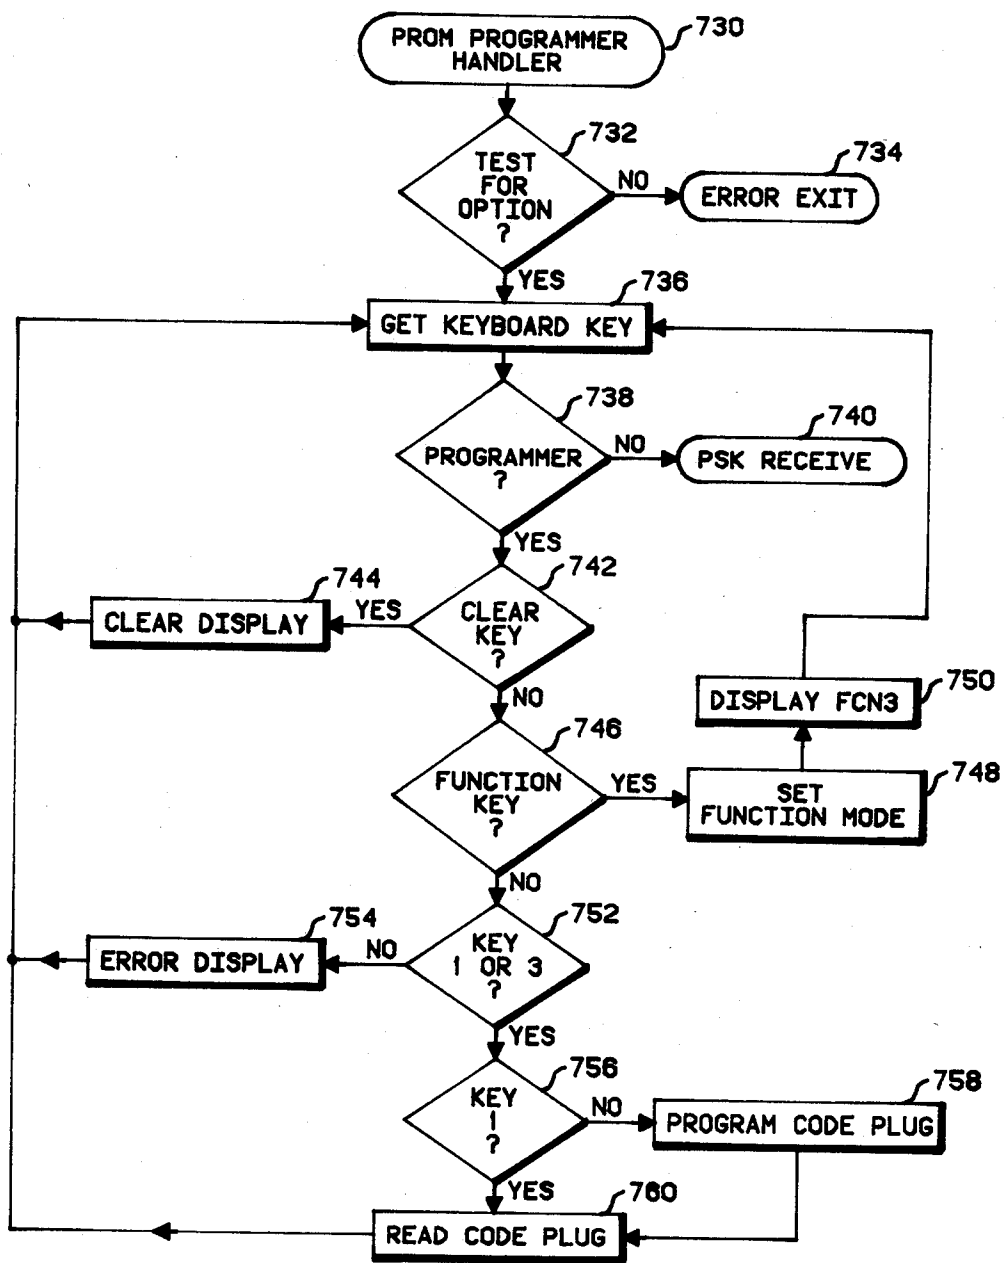 PROM PROGRAMMER
HANDLER
730
732
TEST
FOR
OPTION
?
NO
734
ERROR EXIT
YES
736
GET KEYBOARD KEY
738
PROGRAMMER
?
NO
740
PSK RECEIVE
YES
742
CLEAR
KEY
?
YES
744
CLEAR DISPLAY
NO
746
FUNCTION
KEY
?
YES
748
SET
FUNCTION MODE
750
DISPLAY FCN3
NO
752
KEY
1 OR 3
?
NO
754
ERROR DISPLAY
YES
756
KEY
1
?
NO
758
PROGRAM CODE PLUG
YES
760
READ CODE PLUG